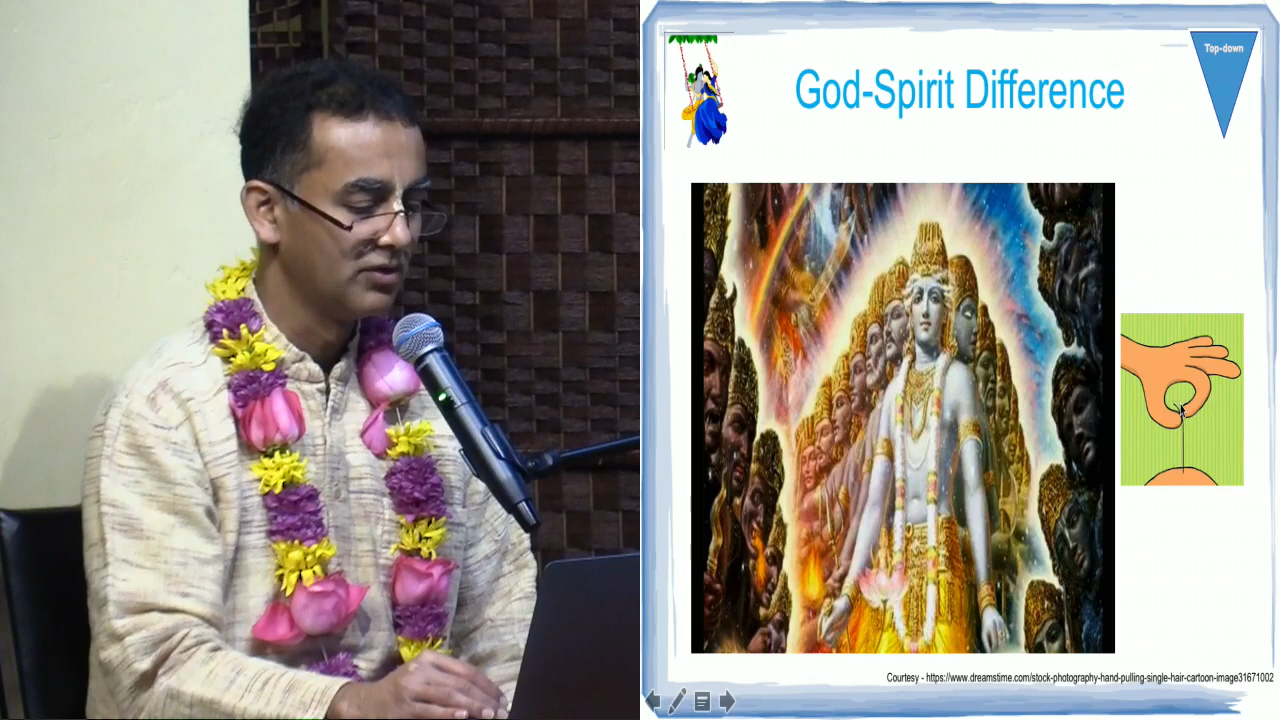 God-Spirit Difference
Top-down
Courtesy - https://www.dreamstime.com/stock-photography-hand-pulling-single-hair-cartoon-image31671002